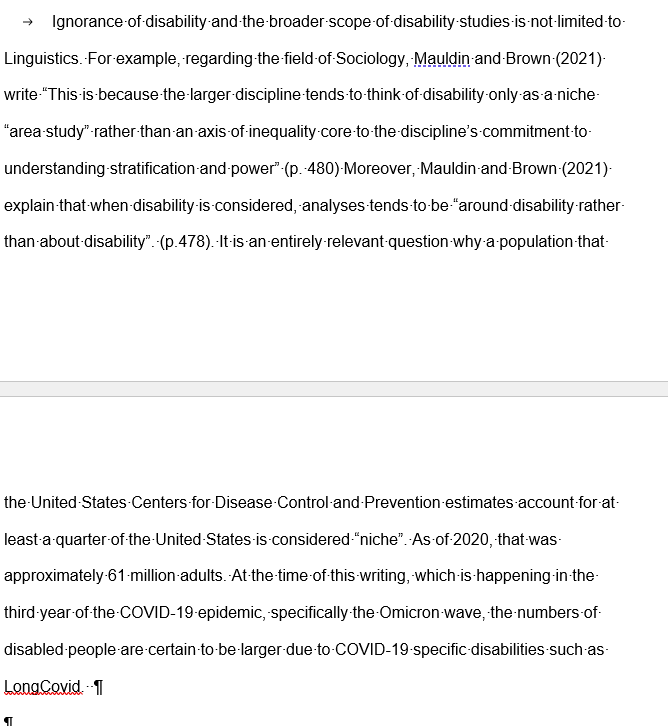 → Ignorance of disability and the broader scope of disability studies is not limited to
Linguistics. For example, regarding the field of Sociology, Mauldin and Brown (2021)
write “This is because the larger discipline tends to think of disability only as a niche
“area study” rather than an axis of inequality core to the discipline’s commitment to
understanding stratification and power” (p. 480) Moreover, Mauldin and Brown (2021)
explain that when disability is considered, analyses tends to be “around disability rather
than about disability”. (p.478). It is an entirely relevant question why a population that
the United States Centers for Disease Control and Prevention estimates account for at
least a quarter of the United States is considered “niche”. As of 2020, that was
approximately 61 million adults. At the time of this writing, which is happening in the
third year of the COVID-19 epidemic, specifically the Omicron wave, the numbers of
disabled people are certain to be larger due to COVID-19 specific disabilities such as
LongCovid. ¶
¶